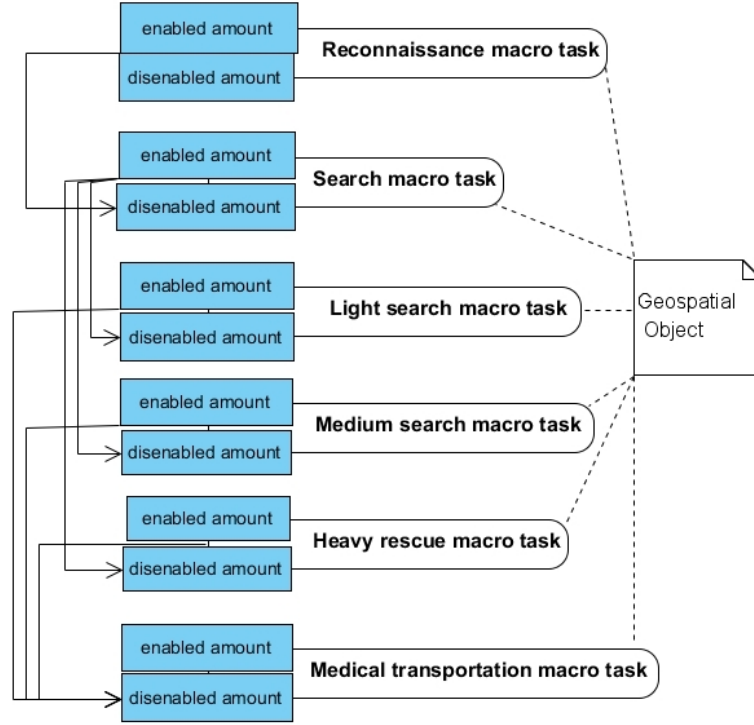 enabled amount
Reconnaissance macro task
disenabled amount
enabled amount
Search macro task
disenabled amount
enabled amount
Light search macro task
disenabled amount
Geospatial
Object
enabled amount
Medium search macro task
disenabled amount
enabled amount
Heavy rescue macro task
disenabled amount
enabled amount
Medical transportation macro task
disenabled amount